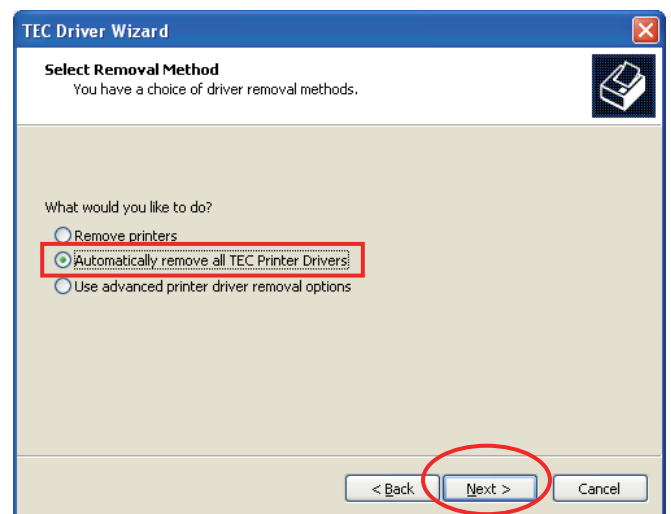 TEC Driver Wizard
Select Removal Method
You have a choice of driver removal methods.
What would you like to do?
Remove printers
Automatically remove all TEC Printer Drivers
Use advanced printer driver removal options
< Back
Next >
Cancel